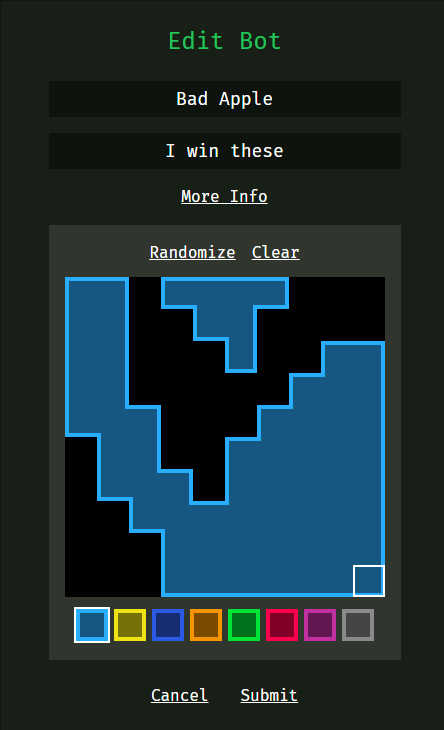 Edit Bot
Bad Apple
I win these
More Info
Randomize Clear
Cancel Submit